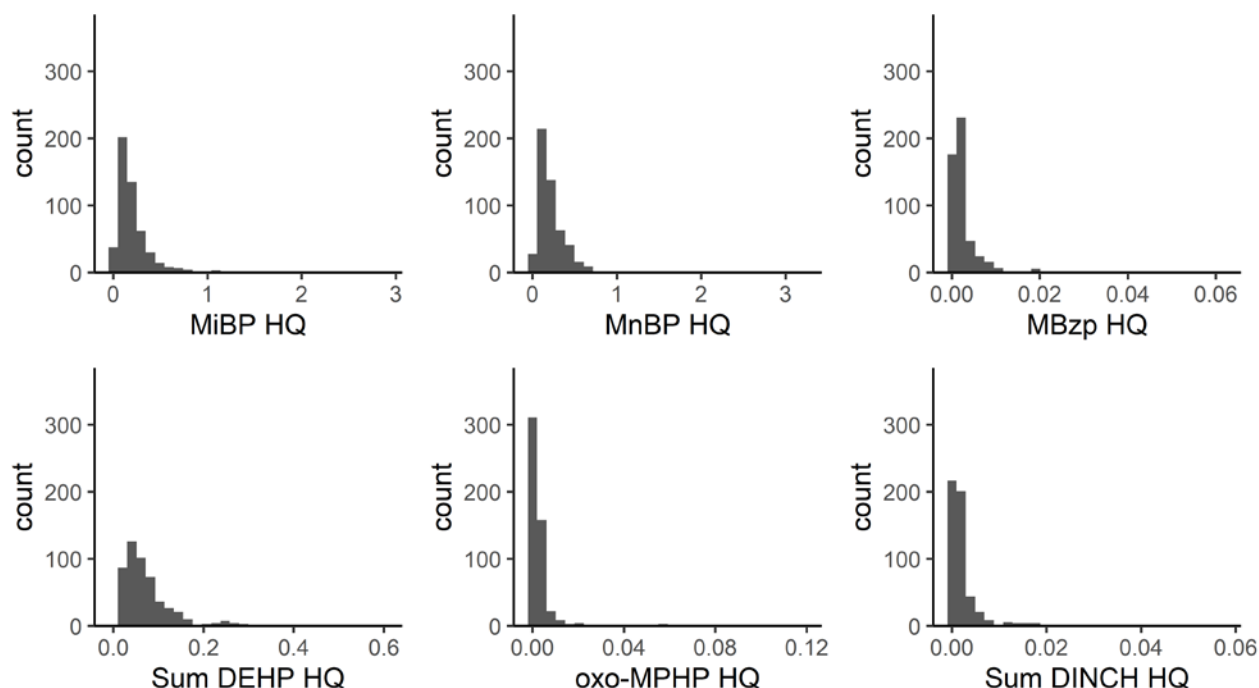 300
200
100
0
count
0 1 2 3
MiBP HQ
300
200
100
0
count
0 1 2 3
MnBP HQ
300
200
100
0
count
0.00 0.02 0.04 0.06
MBzp HQ
300
200
100
0
count
0.0 0.2 0.4 0.6
Sum DEHP HQ
300
200
100
0
count
0.00 0.04 0.08 0.12
oxo-MPHP HQ
300
200
100
0
count
0.00 0.02 0.04 0.06
Sum DINCH HQ